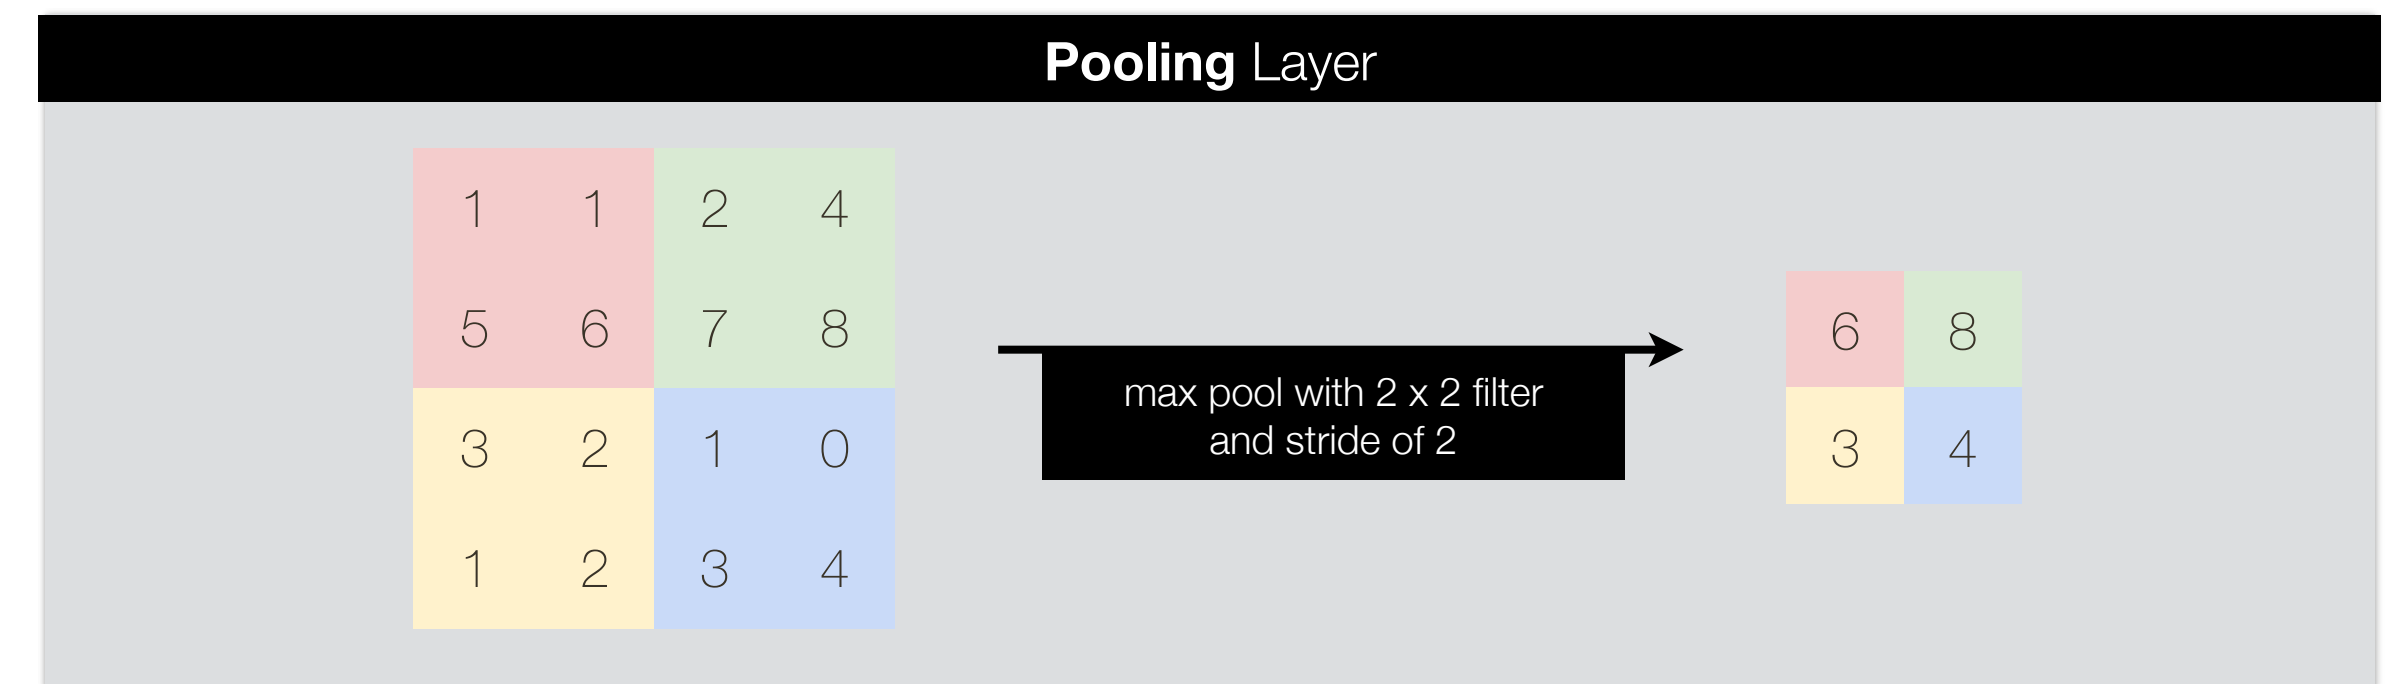 Pooling Layer
1 1 2 4
5 6 7 8
3 2 1 0
1 2 3 4
max pool with 2 x 2 filter
and stride of 2
6 8
3 4